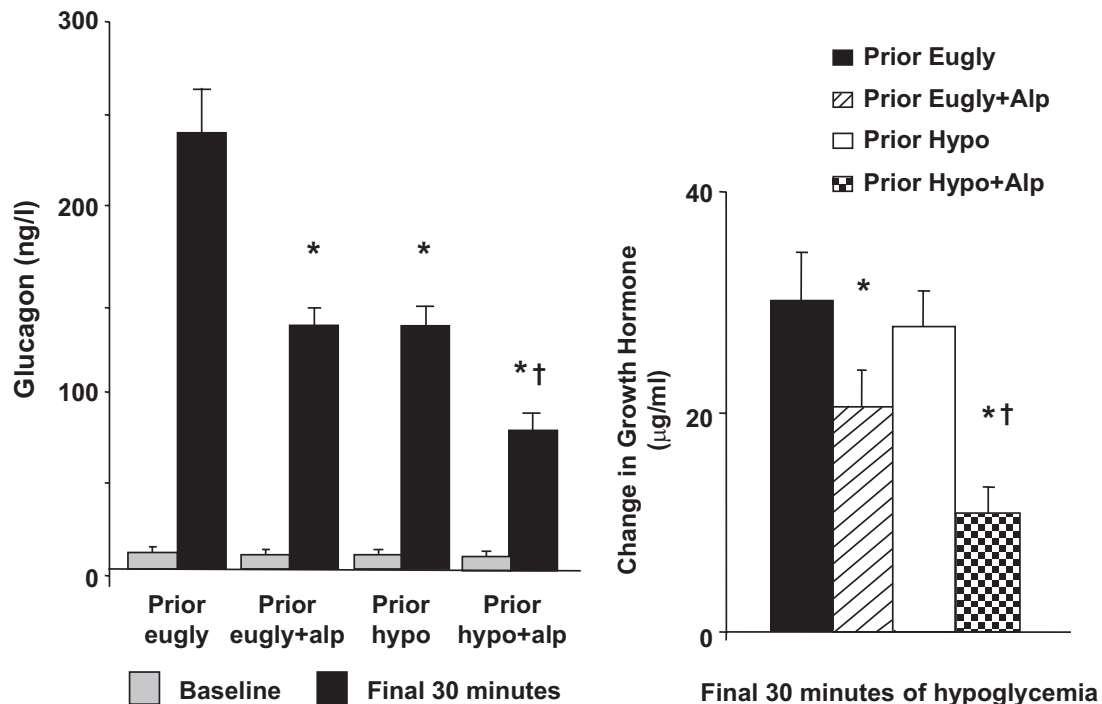 300
200
100
0
Glucagon (ng/l)
*
*
*†
Prior
eugly
Prior
eugly+alp
Prior
hypo
Prior
hypo+alp
Baseline
Final 30 minutes
Prior Eugly
Prior Eugly+Alp
Prior Hypo
Prior Hypo+Alp
40
20
0
Change in Growth Hormone
(μg/ml)
*
*†
Final 30 minutes of hypoglycemia